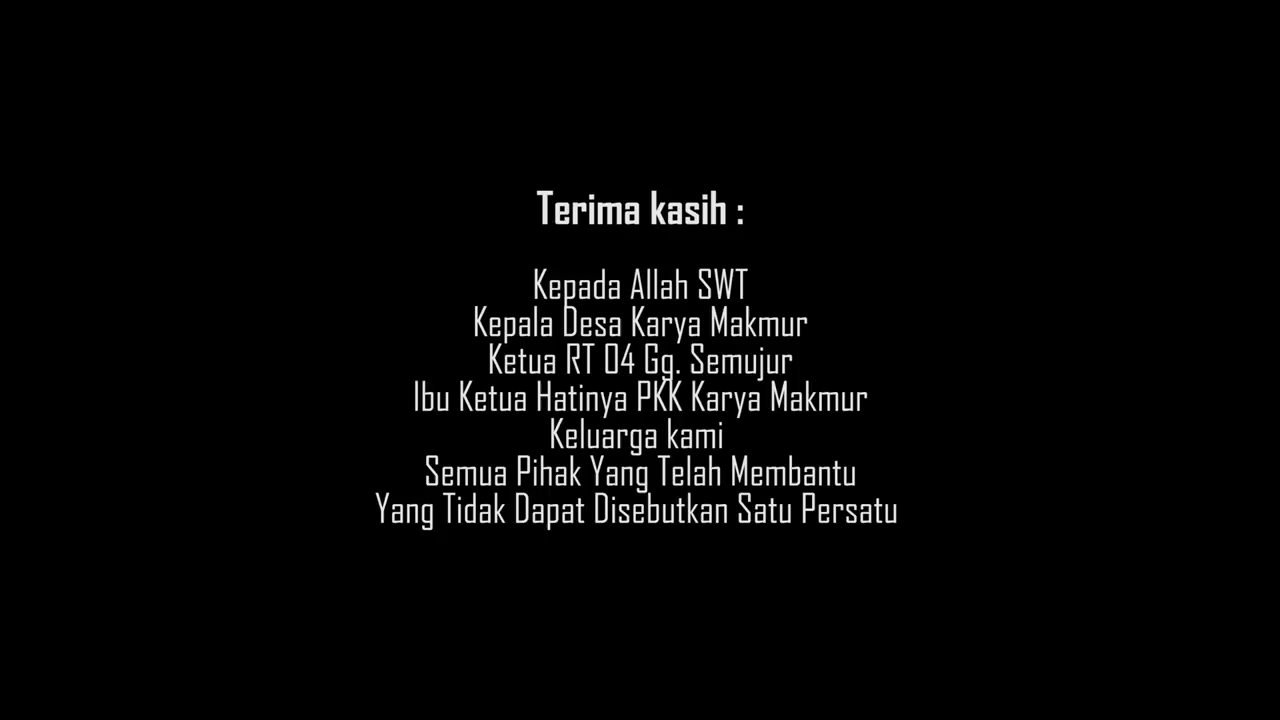 Terima kasih :
Kepada Allah SWT
Kepala Desa Karya Makmur
Ketua RT 04 Gg. Semujur
Ibu Ketua Hatinya PKK Karya Makmur
Keluarga kami
Semua Pihak Yang Telah Membantu
Yang Tidak Dapat Disebutkan Satu Persatu